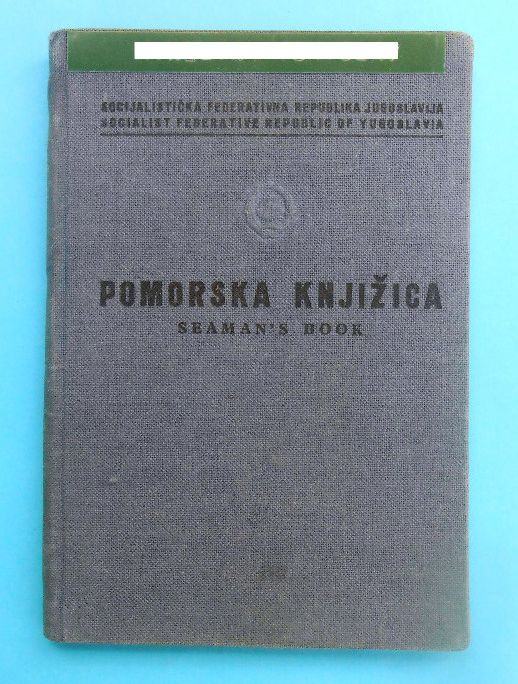 SOCIJALISTIČKA FEDERATIVNA REPUBLIKA JUGOSLAVIJA
SOCIALIST FEDERATIVE REPUBLIC OF YUGOSLAVIA
POMORSKA KNJIŽICA
SEAMAN'S BOOK